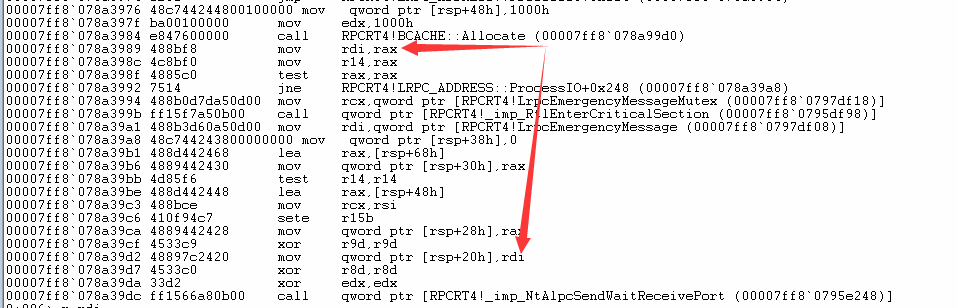 00007ff8`078a3976 48c744244800100000 mov     qword ptr [rsp+48h],1000h
00007ff8`078a397f ba00100000      mov     edx,1000h
00007ff8`078a3984 e847600000      call    RPCRT4!BCACHE::Allocate (00007ff8`078a99d0)
00007ff8`078a3989 488bf8          mov     rdi,rax
00007ff8`078a398c 4c8bf0          mov     r14,rax
00007ff8`078a398f 4885c0          test    rax,rax
00007ff8`078a3992 7514            jne     RPCRT4!LRPC_ADDRESS::ProcessIO+0x248 (00007ff8`078a39a8)
00007ff8`078a3994 488b0d7da50d00  mov     rcx,qword ptr [RPCRT4!LrpcEmergencyMessageMutex (00007ff8`0797df18)]
00007ff8`078a399b ff15f7a50b00    call    qword ptr [RPCRT4!_imp_RtlEnterCriticalSection (00007ff8`0795df98)]
00007ff8`078a39a1 488b3d60a50d00  mov     rdi,qword ptr [RPCRT4!LrpcEmergencyMessage (00007ff8`0797df08)]
00007ff8`078a39a8 48c744243800000000 mov     qword ptr [rsp+38h],0
00007ff8`078a39b1 488d442468      lea     rax,[rsp+68h]
00007ff8`078a39b6 4889442430      mov     qword ptr [rsp+30h],rax
00007ff8`078a39bb 4d85f6          test    r14,r14
00007ff8`078a39be 488d442448      lea     rax,[rsp+48h]
00007ff8`078a39c3 488bce          mov     rcx,rsi
00007ff8`078a39c6 410f94c7        sete    r15b
00007ff8`078a39ca 4889442428      mov     qword ptr [rsp+28h],rax
00007ff8`078a39cf 4533c9          xor     r9d,r9d
00007ff8`078a39d2 48897c2420      mov     qword ptr [rsp+20h],rdi
00007ff8`078a39d7 4533c0          xor     r8d,r8d
00007ff8`078a39da 33d2            xor     edx,edx
00007ff8`078a39dc ff1566a80b00    call    qword ptr [RPCRT4!_imp_NtAlpcSendWaitReceivePort (00007ff8`0795e248)]